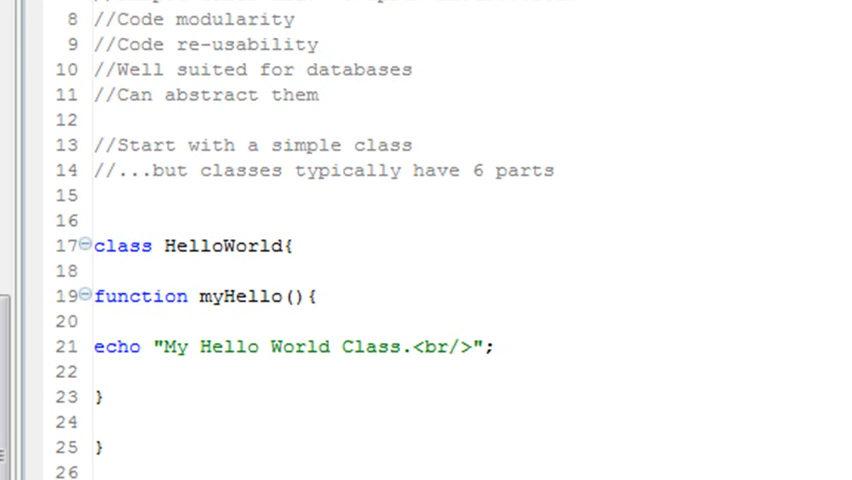 8 //Code modularity
9 //Code re-usability
10 //Well suited for databases
11 //Can abstract them
12
13 //Start with a simple class
14 //...but classes typically have 6 parts
15
16
17 class HelloWorld{
18
19 function myHello(){
20
21 echo "My Hello World Class.<br/>";
22
23 }
24
25 }
26